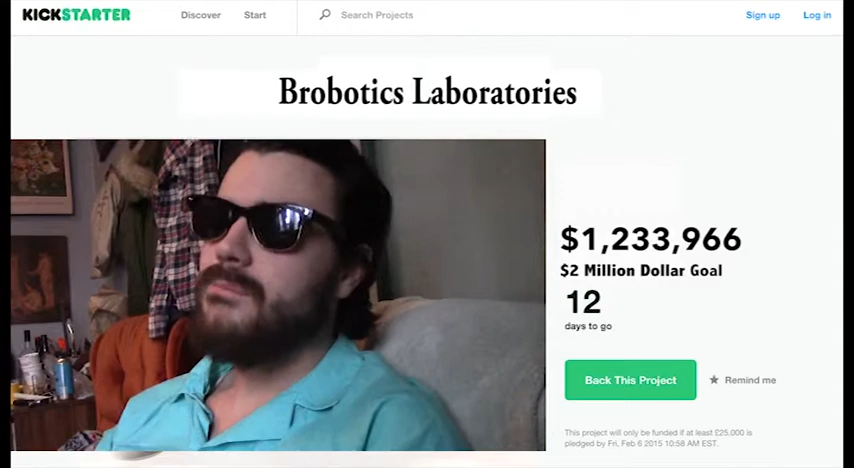 KICKSTARTER
Discover
Start
Search Projects
Sign up
Log in
Brobotics Laboratories
$1,233,966
$2 Million Dollar Goal
12
days to go
Back This Project
Remind me
This project will only be funded if at least £25,000 is
pledged by Fri, Feb 6 2015 10:58 AM EST.